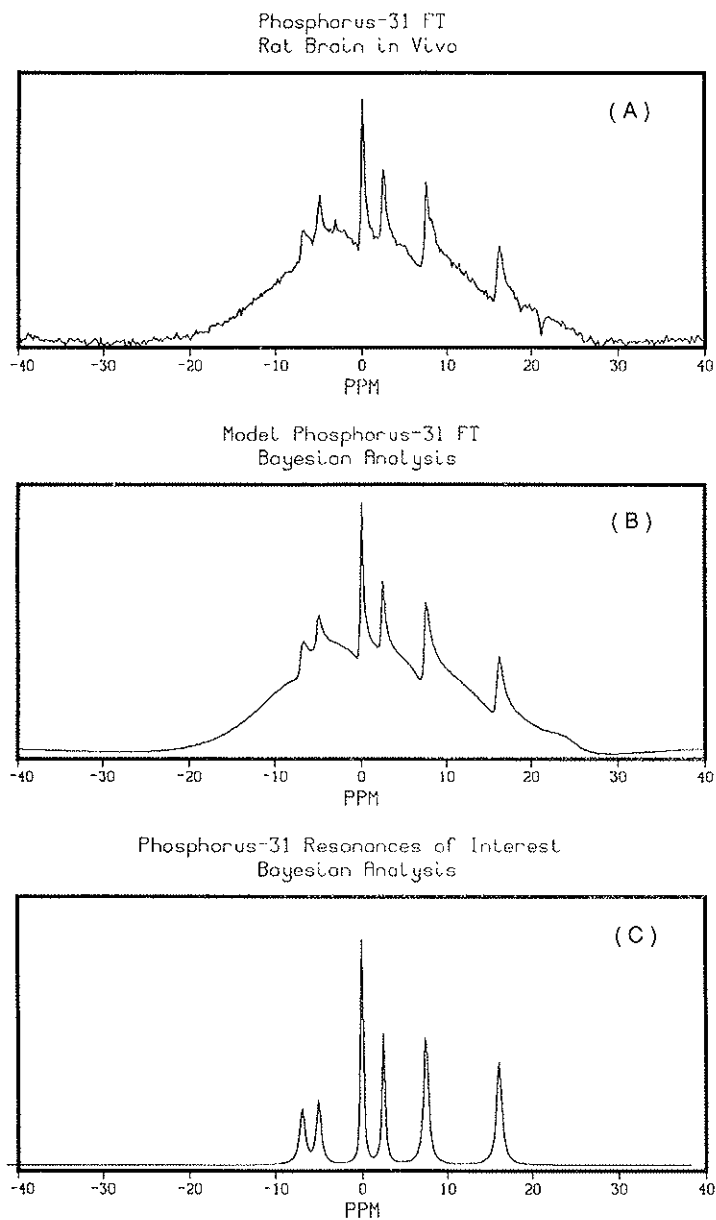 Phosphorus-31 FT
Rat Brain in Vivo
(A)
-40 -30 -20 -10 0 10 20 30 40
PPM
Model Phosphorus-31 FT
Bayesian Analysis
(B)
-40 -30 -20 -10 0 10 20 30 40
PPM
Phosphorus-31 Resonances of Interest
Bayesian Analysis
(C)
-40 -30 -20 -10 0 10 20 30 40
PPM